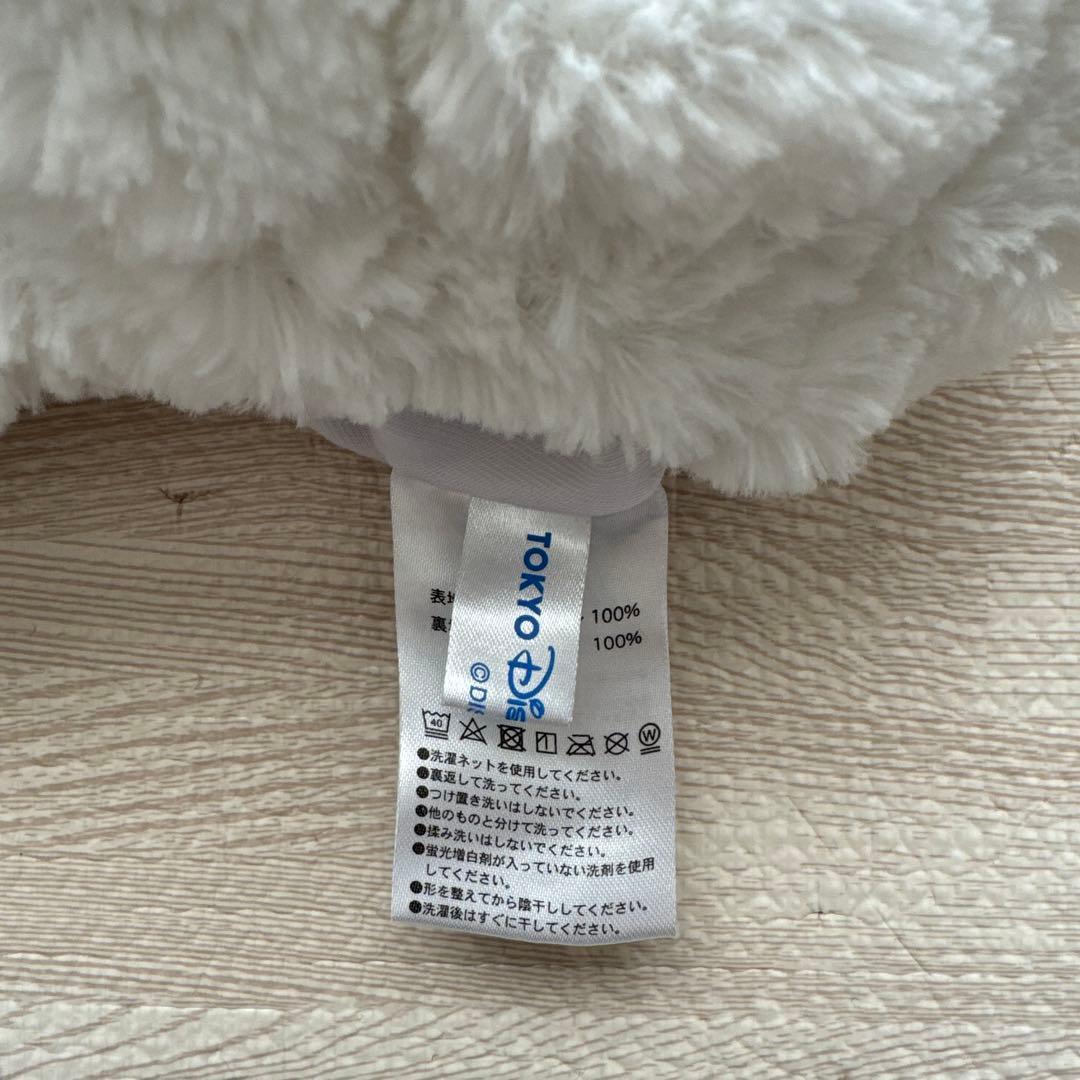 TOKYO Dis
©DIS
表地 100%
裏 100%
40 W
●洗濯ネットを使用してください。
●裏返して洗ってください。
●つけ置き洗いはしないでください。
●他のものと分けて洗ってください。
●揉み洗いはしないでください。
●蛍光増白剤が入っていない洗剤を使用
してください。
●形を整えてから陰干ししてください。
●洗濯後はすぐに干してください。